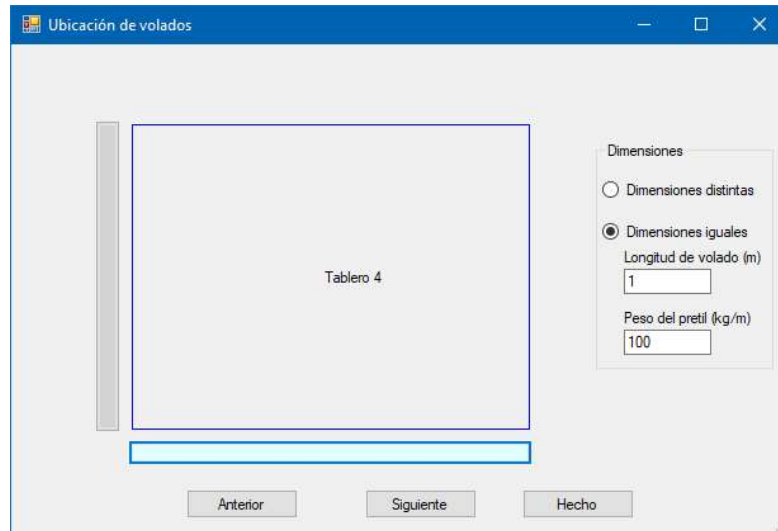 Ubicación de volados
Dimensiones
Dimensiones distintas
Dimensiones iguales
Longitud de volado (m)
1
Tablero 4
Peso del pretil (kg/m)
100
Anterior
Siguiente
Hecho